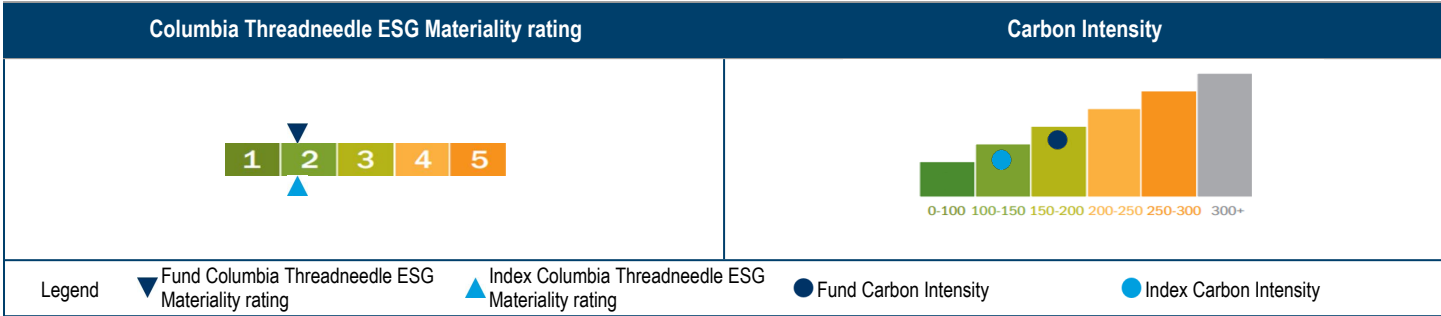 Columbia Threadneedle ESG Materiality rating
Carbon Intensity
1 2 3 4 5
0-100 100-150 150-200 200-250 250-300 300+
Legend
Fund Columbia Threadneedle ESG
Materiality rating
Index Columbia Threadneedle ESG
Materiality rating
Fund Carbon Intensity
Index Carbon Intensity